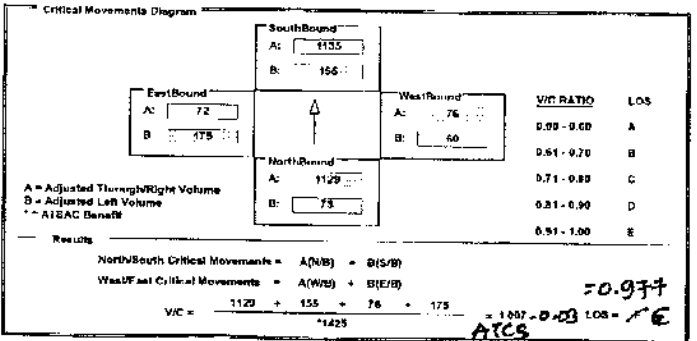 Critical Movements Diagram
SouthBound
A: 1135
B: 155
EastBound
A: 72
B: 175
WestBound
A: 76
B: 60
NorthBound
A: 1129
B: 73
V/C RATIO LOS
0.00 - 0.60 A
0.61 - 0.70 B
0.71 - 0.80 C
0.81 - 0.90 D
0.91 - 1.00 E
A = Adjusted Through/Right Volume
B = Adjusted Left Volume
* = ATSAC Benefit
Results
North/South Critical Movements = A(N/B) + B(S/B)
West/East Critical Movements = A(W/B) + B(E/B)
V/C = 1129 + 155 + 76 + 175
*1425
= 1.007 - 0.03 LOS = E
=0.977
ATCS